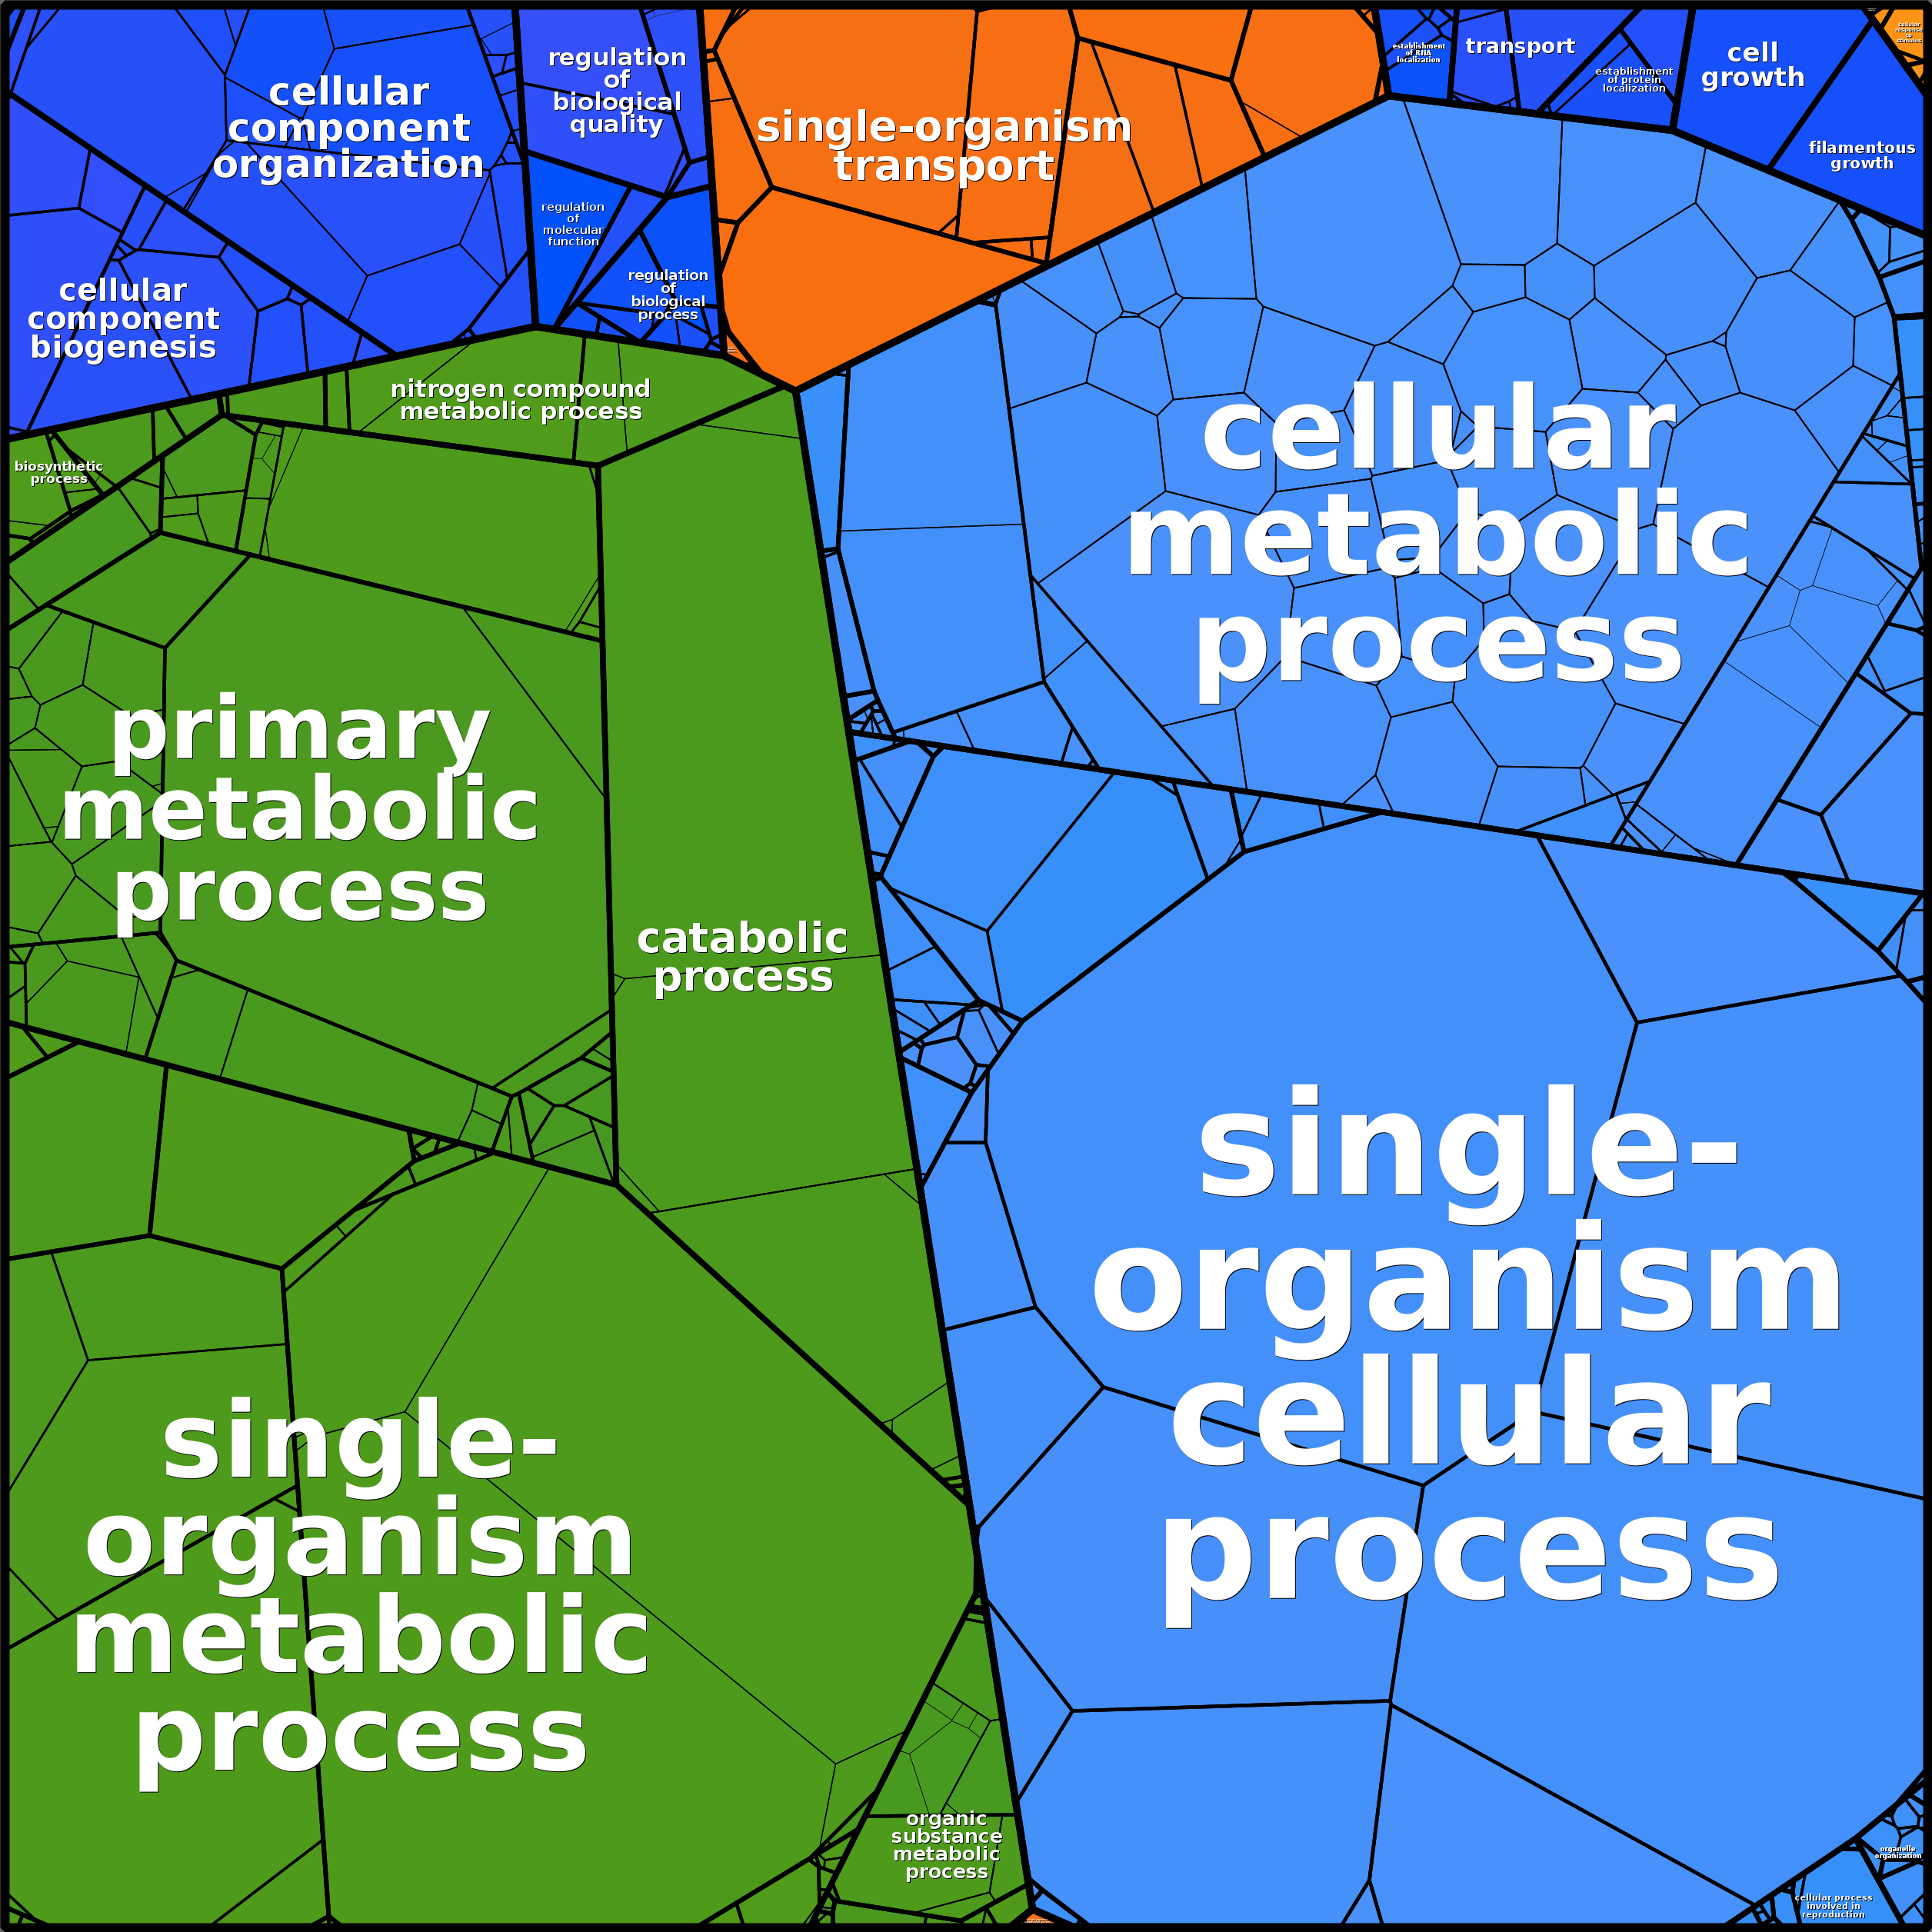 cellular
component
organization
regulation
of
biological
quality
single-organism
transport
establishment
of RNA
localization
transport
establishment
of protein
localization
cell
growth
filamentous
growth
cellular
response
to
stimulus
regulation
of
molecular
function
regulation
of
biological
process
cellular
component
biogenesis
nitrogen compound
metabolic process
biosynthetic
process
cellular
metabolic
process
primary
metabolic
process
catabolic
process
single-
organism
cellular
process
single-
organism
metabolic
process
organic
substance
metabolic
process
organelle
organization
cellular process
involved in
reproduction